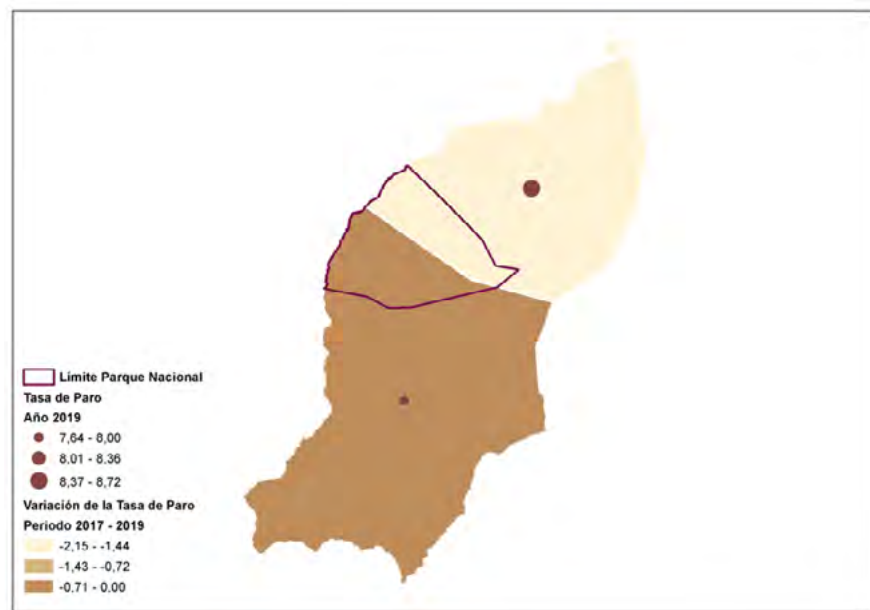 Límite Parque Nacional
Tasa de Paro
Año 2019
7,64 - 8,00
8,01 - 8,36
8,37 - 8,72
Variación de la Tasa de Paro
Periodo 2017 - 2019
-2,15 - -1,44
-1,43 - -0,72
-0,71 - 0,00